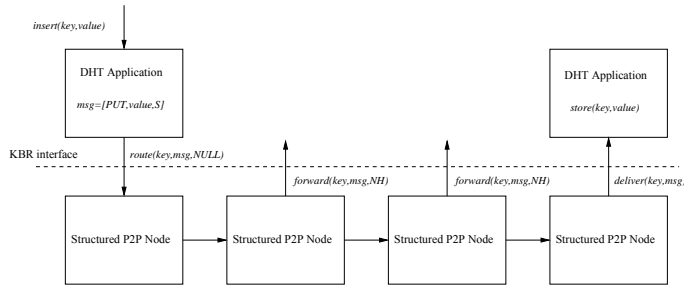 insert(key,value)
DHT Application
DHT Application
msg=[PUT,value,S]
store(key,value)
KBR interface
route(key,msg,NULL)
forward(key,msg,NH)
forward(key,msg,NH)
deliver(key,msg
Structured P2P Node
Structured P2P Node
Structured P2P Node
Structured P2P Node